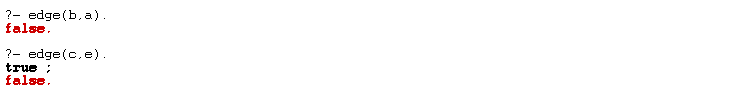 ?- edge(b,a).
false.
?- edge(c,e).
true ;
false.